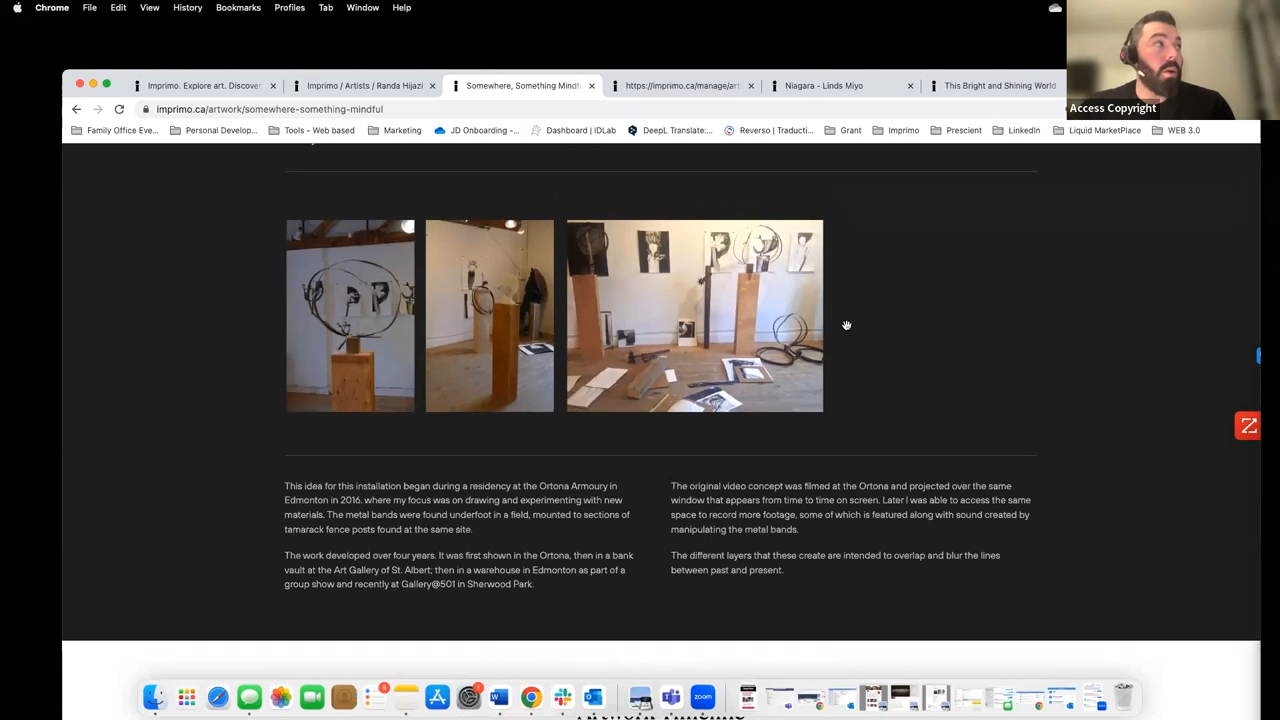 Chrome File Edit View History Bookmarks Profiles Tab Window Help
Imprimo. Explore art. Discover
Imprimo / Artists / Randa Hijazi
Somewhere, Something Mindf
https://imprimo.ca/manage/art
Niagara - Linds Miyo
This Bright and Shining World
Access Copyright
imprimo.ca/artwork/somewhere-something-mindful
Family Office Eve... Personal Develop... Tools - Web based Marketing JD Onboarding -... Dashboard | IDLab DeepL Translate:... Reverso | Traducti... Grant Imprimo Prescient LinkedIn Liquid MarketPlace WEB 3.0
This idea for this installation began during a residency at the Ortona Armoury in
Edmonton in 2016, where my focus was on drawing and experimenting with new
materials. The metal bands were found underfoot in a field, mounted to sections of
tamarack fence posts found at the same site.
The work developed over four years. It was first shown in the Ortona, then in a bank
vault at the Art Gallery of St. Albert; then in a warehouse in Edmonton as part of a
group show and recently at Gallery@501 in Sherwood Park.
The original video concept was filmed at the Ortona and projected over the same
window that appears from time to time on screen. Later I was able to access the same
space to record more footage, some of which is featured along with sound created by
manipulating the metal bands.
The different layers that these create are intended to overlap and blur the lines
between past and present.
zoom